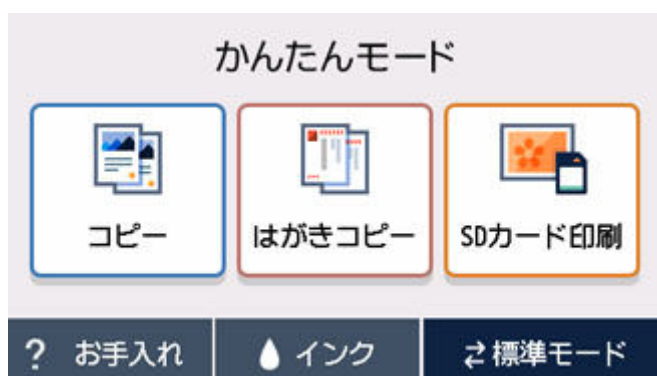 かんたんモード
コピー
はがきコピー
SDカード印刷
? お手入れ
インク
⇄標準モード